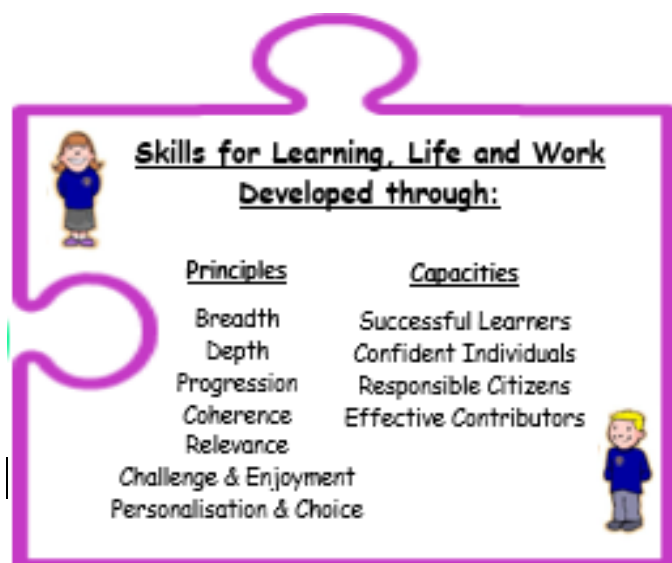 Skills for Learning, Life and Work
Developed through:
Principles
Breadth
Depth
Progression
Coherence
Relevance
Challenge & Enjoyment
Personalisation & Choice
Capacities
Successful Learners
Confident Individuals
Responsible Citizens
Effective Contributors